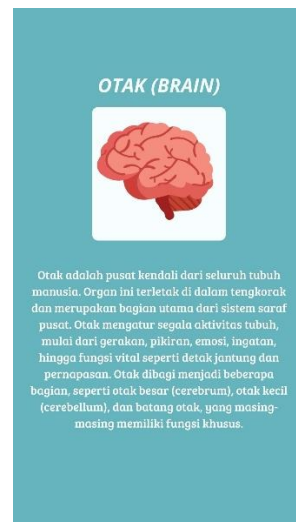 OTAK (BRAIN)
Otak adalah pusat kendali dari seluruh tubuh
manusia. Organ ini terletak di dalam tengkorak
dan merupakan bagian utama dari sistem saraf
pusat. Otak mengatur segala aktivitas tubuh,
mulai dari gerakan, pikiran, emosi, ingatan,
hingga fungsi vital seperti detak jantung dan
pernapasan. Otak dibagi menjadi beberapa
bagian, seperti otak besar (cerebrum), otak kecil
(cerebellum), dan batang otak, yang masing-
masing memiliki fungsi khusus.